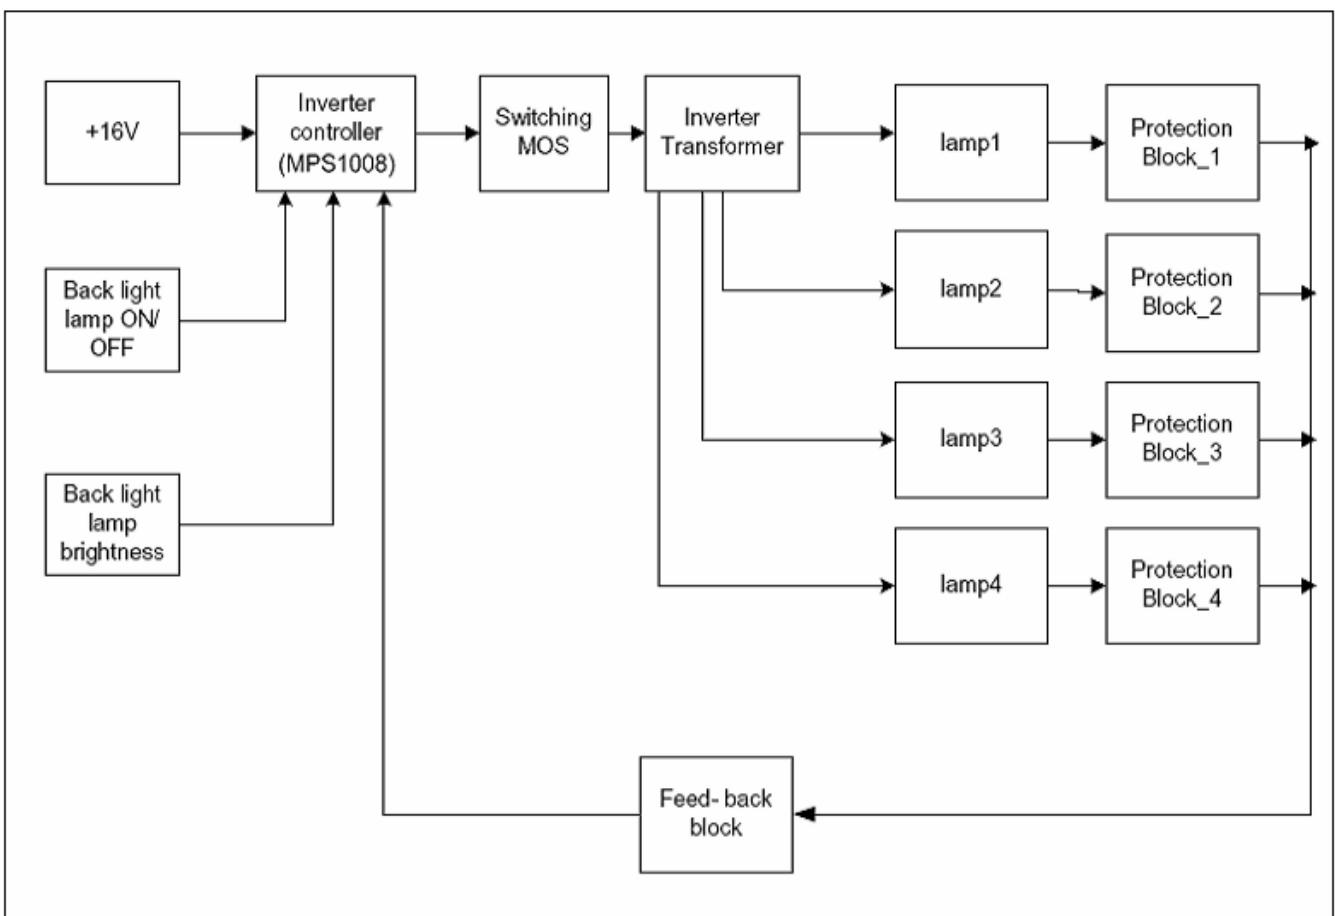 +16V
Inverter
controller
(MPS1008)
Switching
MOS
Inverter
Transformer
lamp1
Protection
Block_1
Back light
lamp ON/
OFF
lamp2
Protection
Block_2
lamp3
Protection
Block_3
Back light
lamp
brightness
lamp4
Protection
Block_4
Feed- back
block